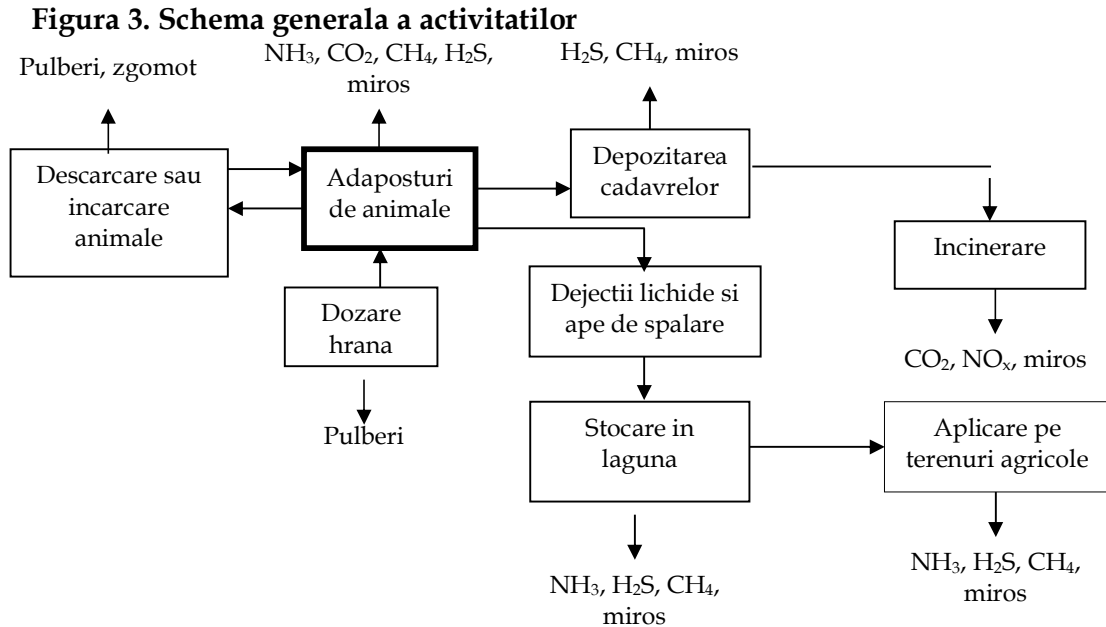 Figura 3. Schema generala a activitatilor
Pulberi, zgomot
NH₃, CO₂, CH₄, H₂S,
miros
H₂S, CH₄, miros
Descarcare sau
incarcare
animale
Adaposturi
de animale
Depozitarea
cadavrelor
Incinerare
Dozare
hrana
Dejectii lichide si
ape de spalare
CO₂, NOₓ, miros
Pulberi
Stocare in
laguna
Aplicare pe
terenuri agricole
NH₃, H₂S, CH₄,
miros
NH₃, H₂S, CH₄,
miros